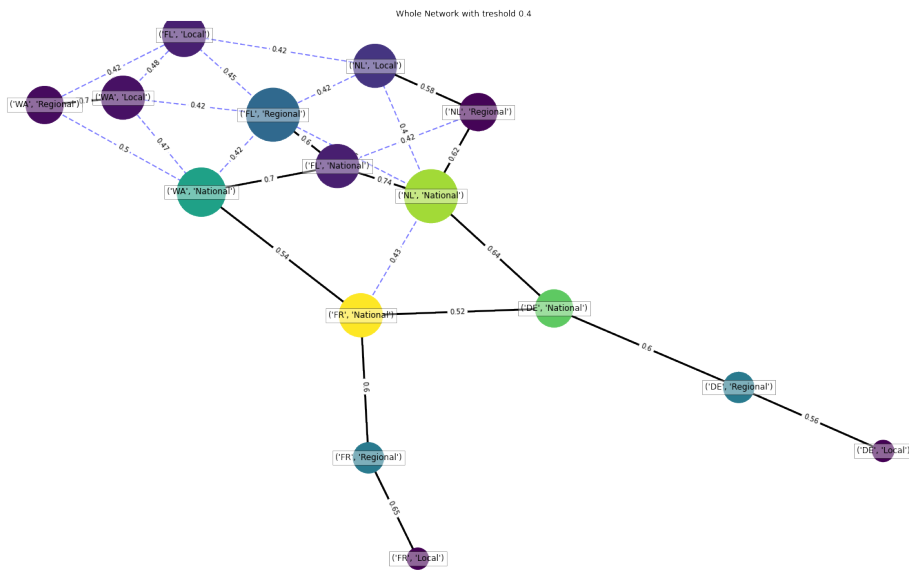 Whole Network with treshold 0.4
('FL', 'Local')
0.42
('NL', 'Local')
0.42
0.48
0.45
0.58
0.42
('WA', Regional')
0.7
('WA', 'Local')
0.42
('FL', 'Regional')
('NL', 'Regional')
0.4
0.42
0.6
0.5
0.47
0.42
0.62
('FL', 'National')
0.7
0.74
('WA', 'National')
('NL', 'National')
0.54
0.43
0.64
('FR', 'National')
0.52
('DE', 'National')
0.6
0.6
('DE', 'Regional')
0.56
('DE', 'Local')
('FR', 'Regional')
0.65
('FR', 'Local')